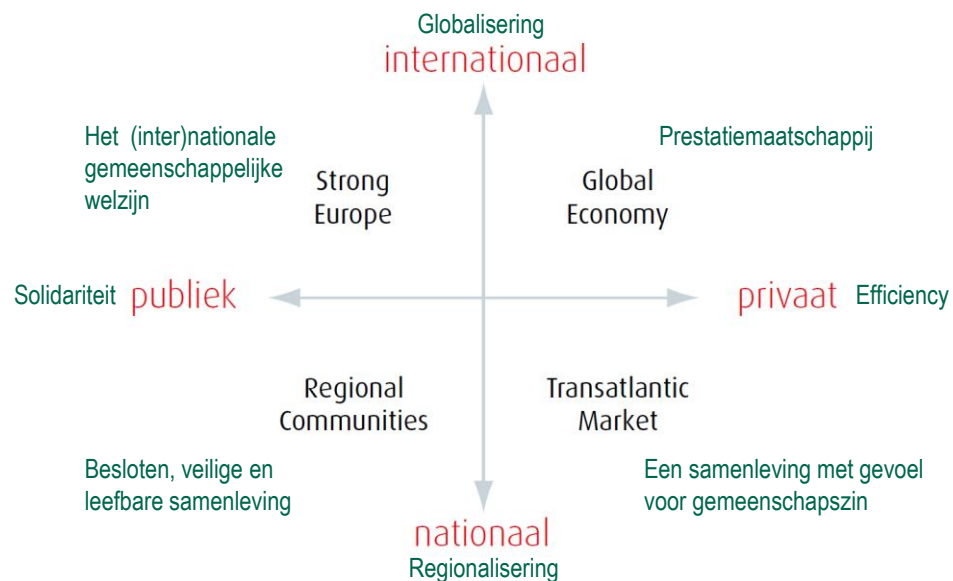 Globalisering
internationaal
Het (inter)nationale
gemeenschappelijke
welzijn
Prestatiemaatschappij
Strong
Europe
Global
Economy
Solidariteit publiek
privaat Efficiency
Regional
Communities
Transatlantic
Market
Besloten, veilige en
leefbare samenleving
Een samenleving met gevoel
voor gemeenschapszin
nationaal
Regionalisering